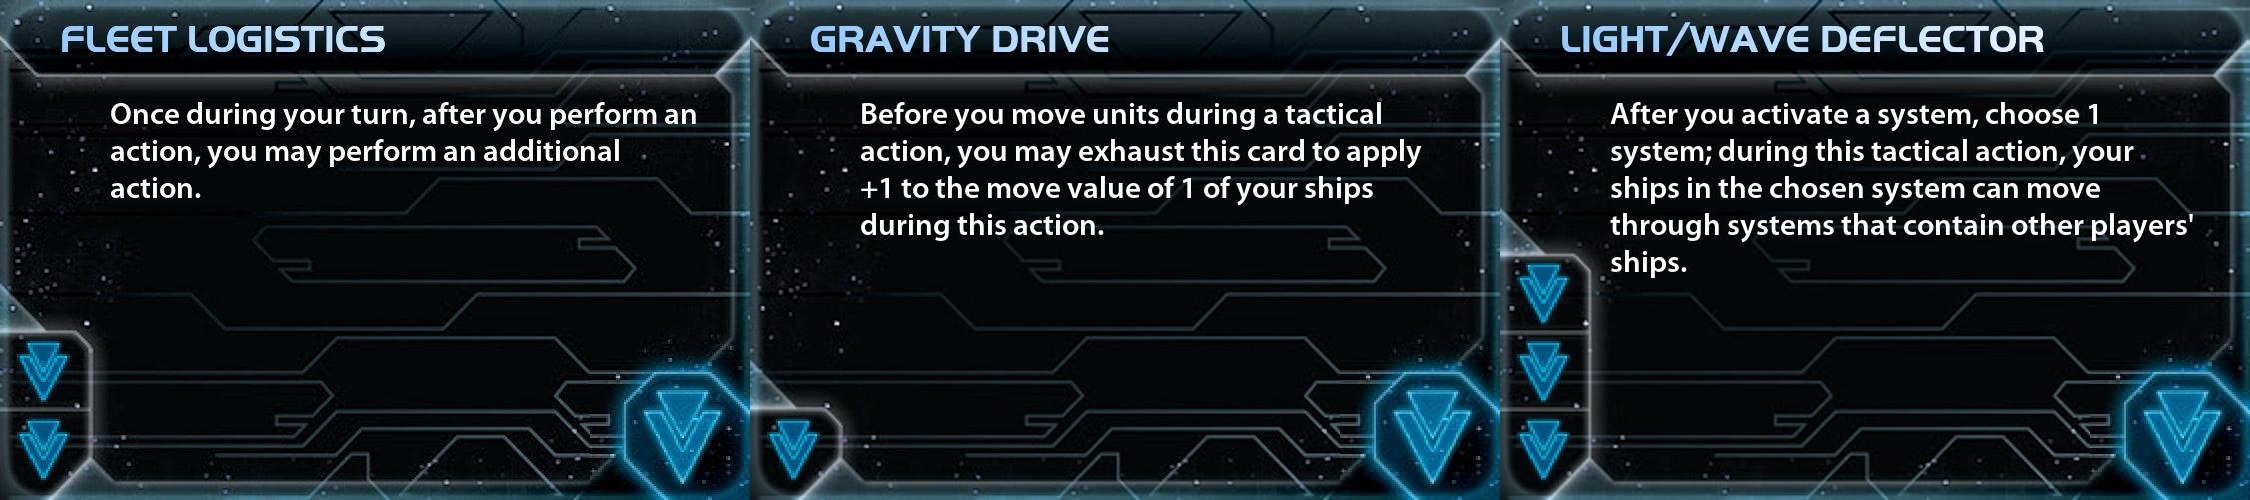 FLEET LOGISTICS
Once during your turn, after you perform an
action, you may perform an additional
action.
GRAVITY DRIVE
Before you move units during a tactical
action, you may exhaust this card to apply
+1 to the move value of 1 of your ships
during this action.
LIGHT/WAVE DEFLECTOR
After you activate a system, choose 1
system; during this tactical action, your
ships in the chosen system can move
through systems that contain other players'
ships.